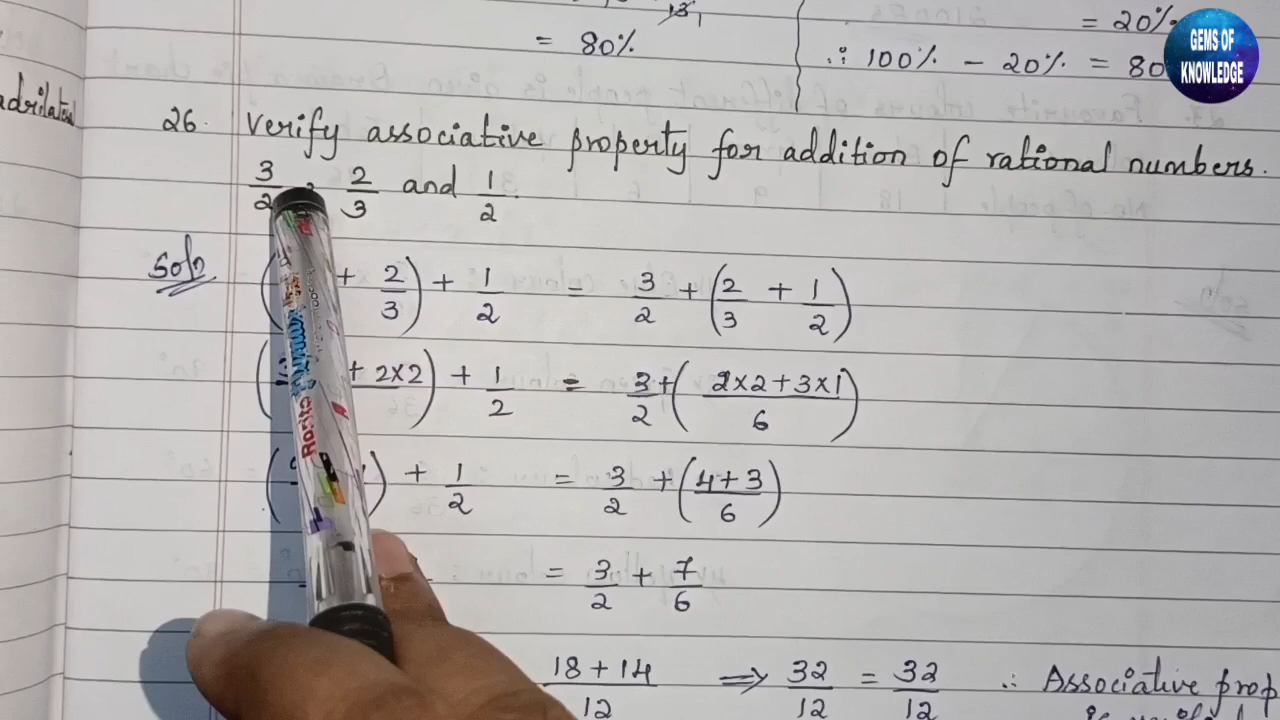 = 80%
= 20%
∴ 100% - 20% = 80
GEMS OF
KNOWLEDGE
26. Verify associative property for addition of rational numbers.
3/2, 2/3 and 1/2.
Soln
( + 2/3) + 1/2 = 3/2 + (2/3 + 1/2)
( + 2×2) + 1/2 = 3/2 + (2×2+3×1/6)
( ) + 1/2 = 3/2 + (4+3/6)
= 3/2 + 7/6
18+14/12 ⇒ 32/12 = 32/12 ∴ Associative prop